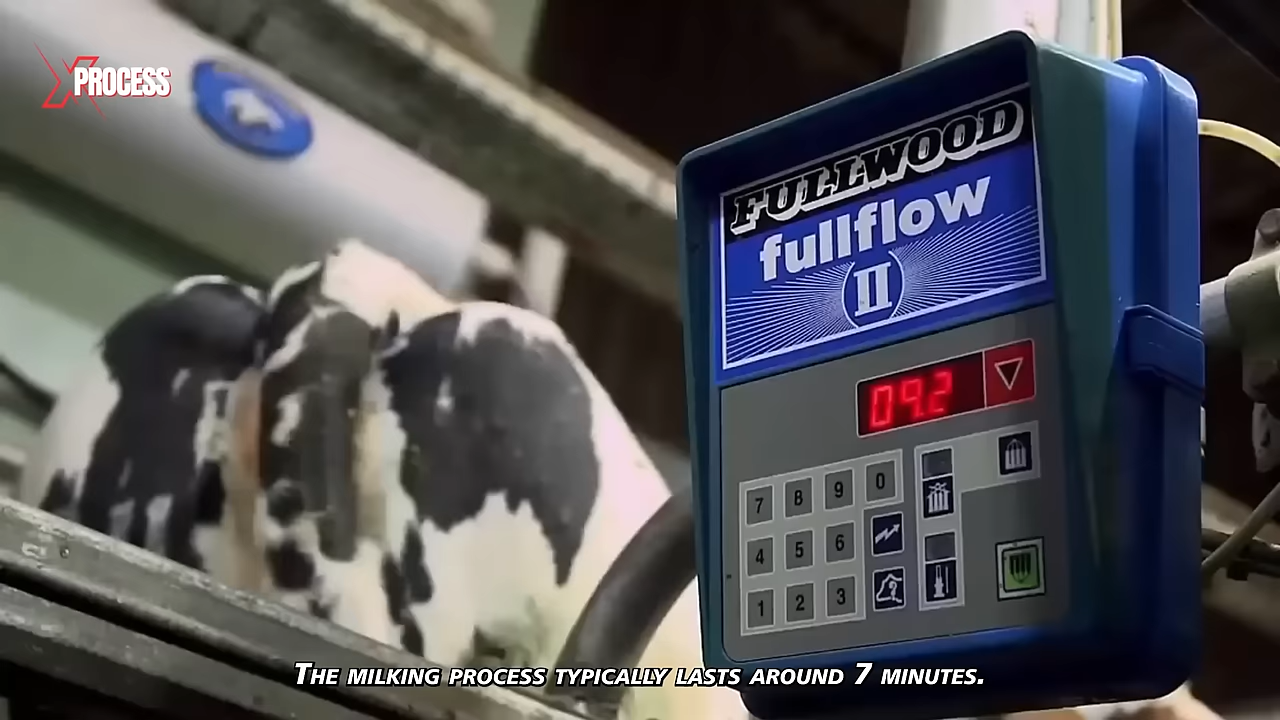 XPROCESS
FULLWOOD
fullflow
II
09.2
7 8 9 0
4 5 6
1 2 3
THE MILKING PROCESS TYPICALLY LASTS AROUND 7 MINUTES.